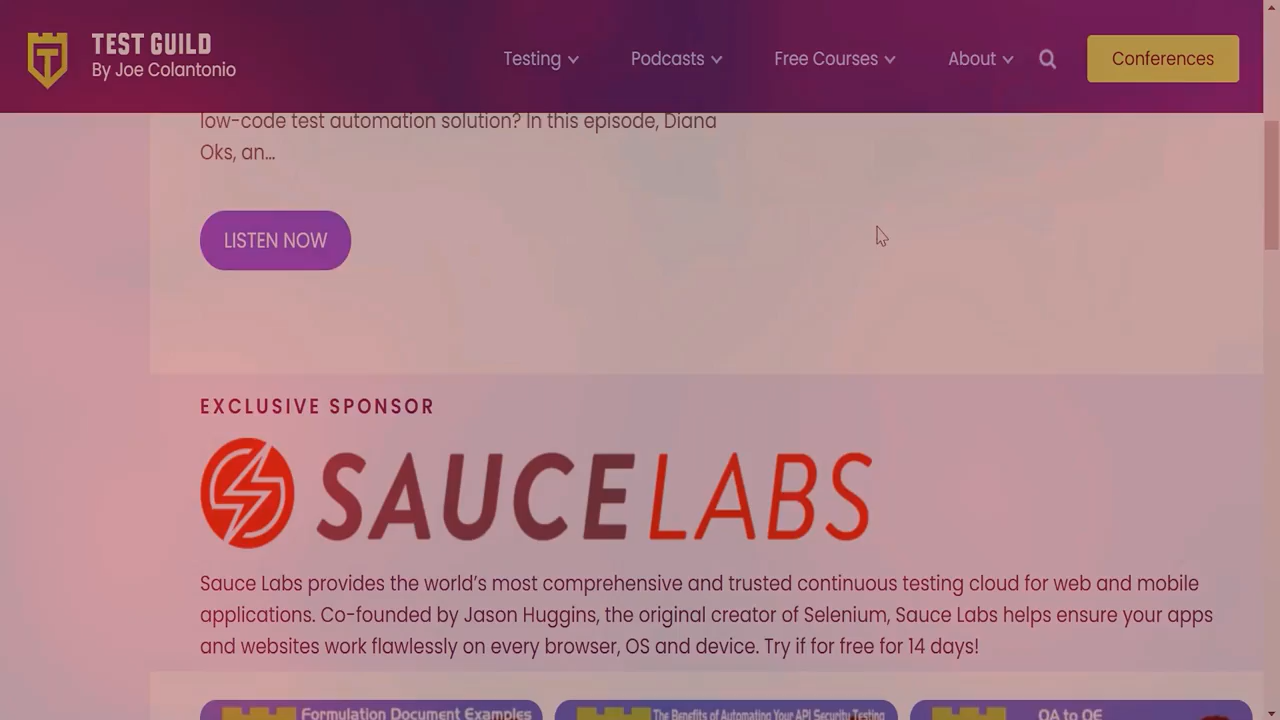 TEST GUILD
By Joe Colantonio
Testing
Podcasts
Free Courses
About
Conferences
low-code test automation solution? In this episode, Diana
Oks, an...
LISTEN NOW
EXCLUSIVE SPONSOR
SAUCELABS
Sauce Labs provides the world's most comprehensive and trusted continuous testing cloud for web and mobile
applications. Co-founded by Jason Huggins, the original creator of Selenium, Sauce Labs helps ensure your apps
and websites work flawlessly on every browser, OS and device. Try if for free for 14 days!
Formulation Document Examples
The Benefits of Automating Your API Security Testing
QA to QE